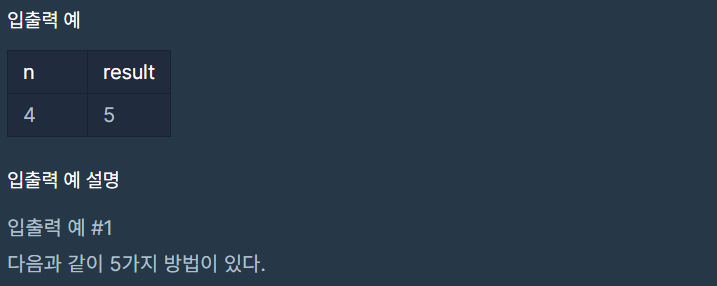 입출력 예
n result
4 5
입출력 예 설명
입출력 예 #1
다음과 같이 5가지 방법이 있다.